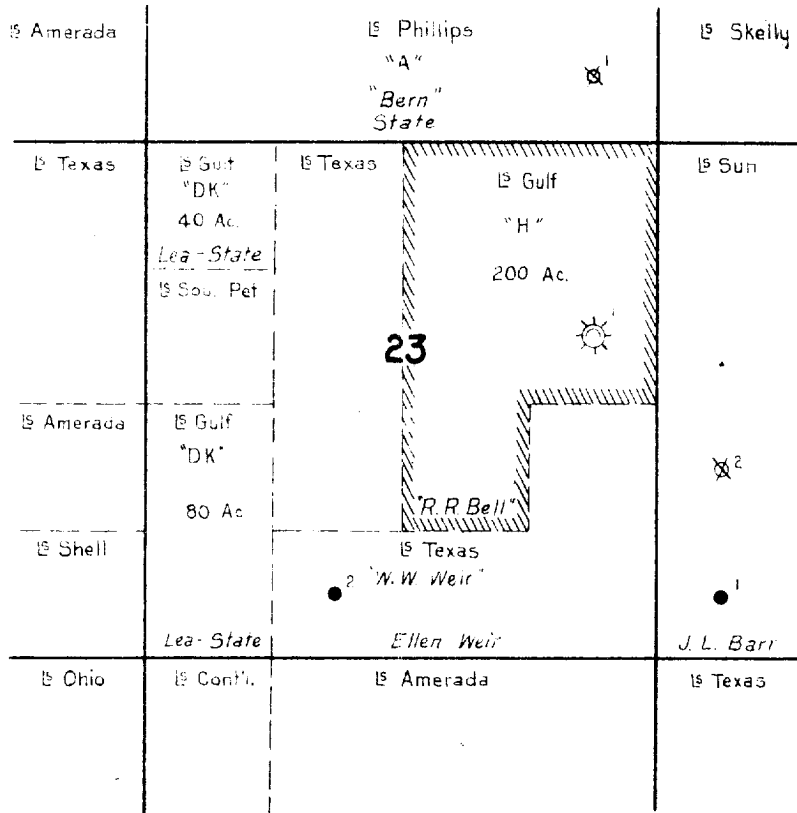 Ls Amerada
Ls Phillips
"A"
"Bern"
State
1
Ls Skelly
Ls Texas
Ls Gulf
"DK"
40 Ac.
Lea-State
Ls Sou. Pet
Ls Texas
Ls Gulf
"H"
200 Ac.
1
23
Ls Sun
Ls Amerada
Ls Gulf
"DK"
80 Ac
"R.R. Bell"
2
Ls Shell
Ls Texas
"W.W. Weir"
2
1
Lea-State
Ellen Weir
J. L. Barr
Ls Ohio
Ls Cont'l.
Ls Amerada
Ls Texas